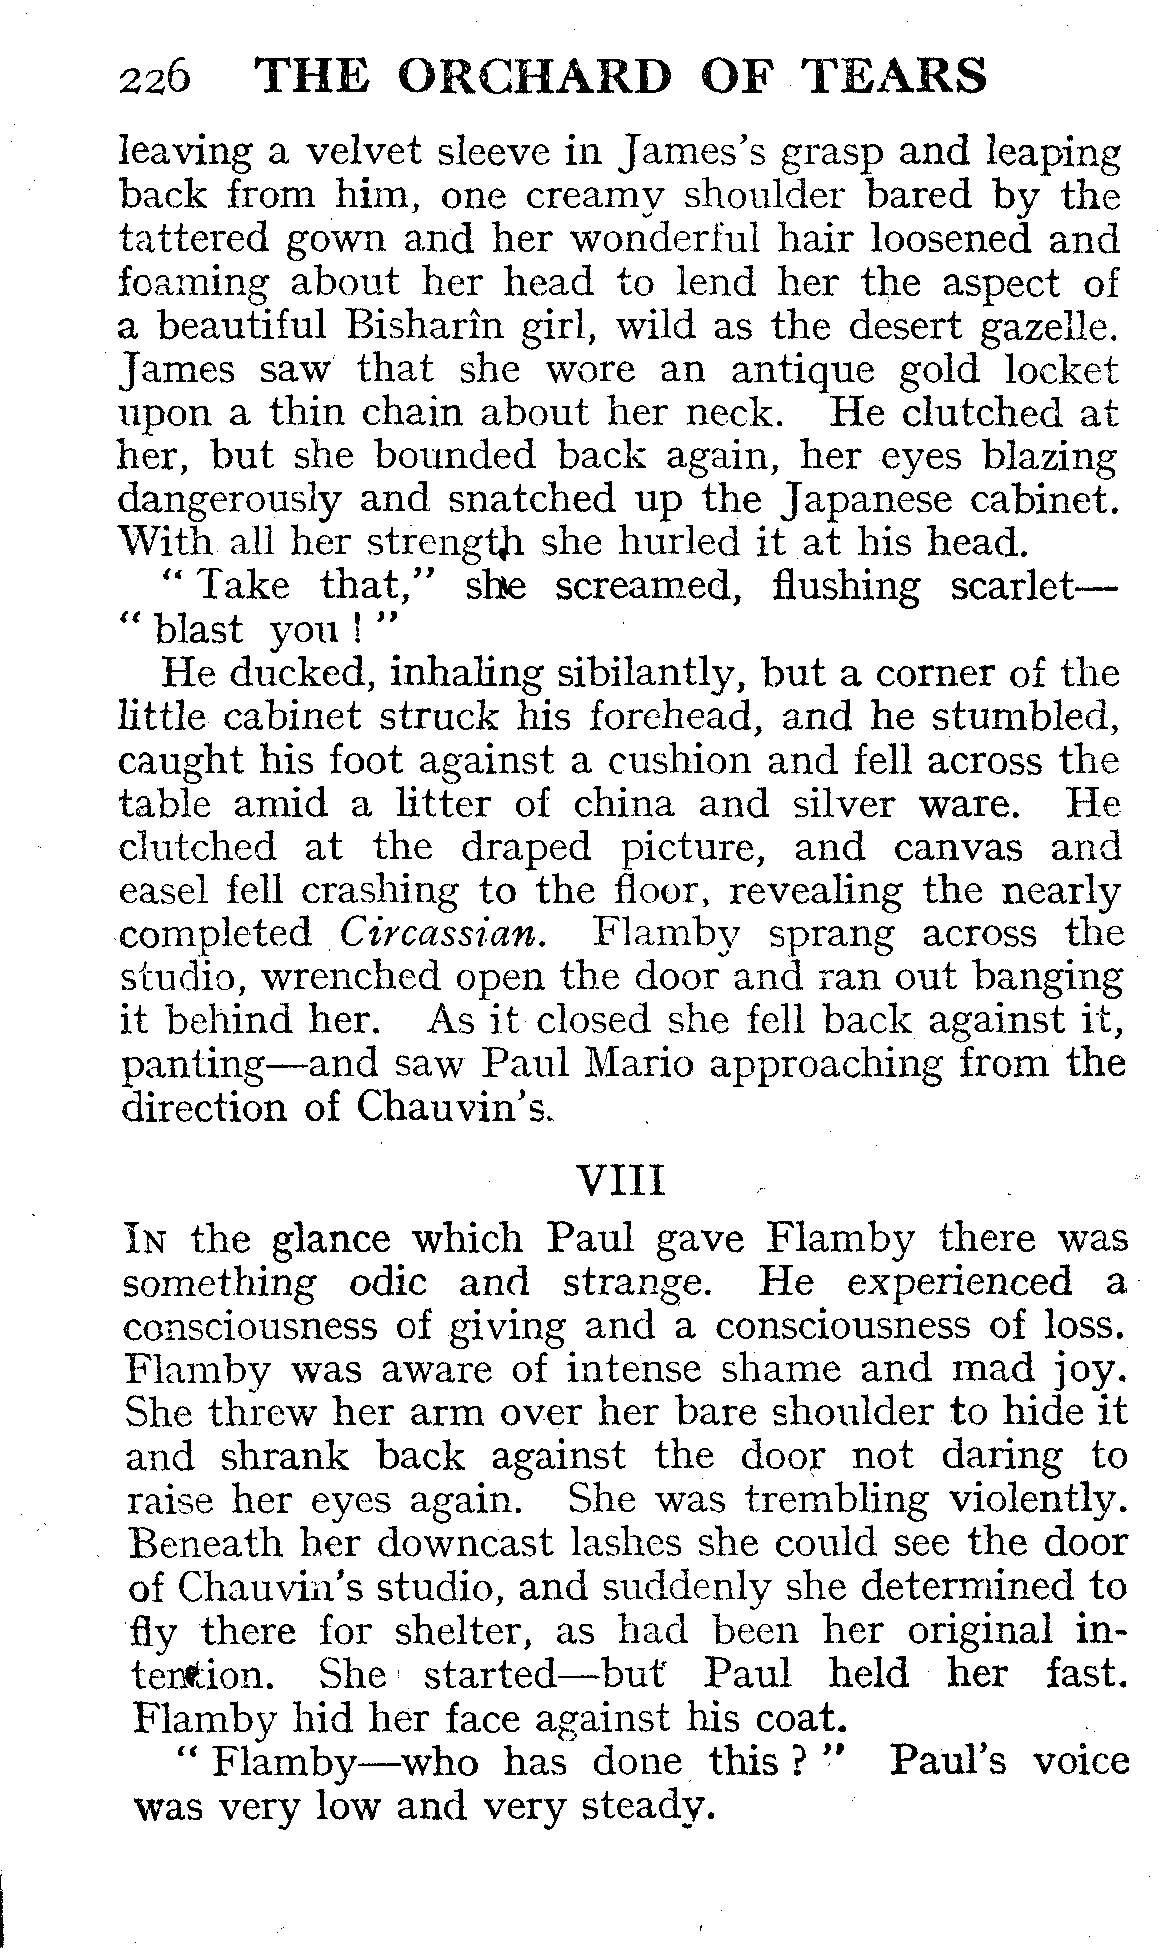 226 THE ORCHARD OF TEARS
leaving a velvet sleeve in James's grasp and leaping
back from him, one creamy shoulder bared by the
tattered gown and her wonderful hair loosened and
foaming about her head to lend her the aspect of
a beautiful Bisharîn girl, wild as the desert gazelle.
James saw that she wore an antique gold locket
upon a thin chain about her neck. He clutched at
her, but she bounded back again, her eyes blazing
dangerously and snatched up the Japanese cabinet.
With all her strength she hurled it at his head.
" Take that," she screamed, flushing scarlet—
" blast you ! "
He ducked, inhaling sibilantly, but a corner of the
little cabinet struck his forehead, and he stumbled,
caught his foot against a cushion and fell across the
table amid a litter of china and silver ware. He
clutched at the draped picture, and canvas and
easel fell crashing to the floor, revealing the nearly
completed Circassian. Flamby sprang across the
studio, wrenched open the door and ran out banging
it behind her. As it closed she fell back against it,
panting—and saw Paul Mario approaching from the
direction of Chauvin's.
VIII
IN the glance which Paul gave Flamby there was
something odic and strange. He experienced a
consciousness of giving and a consciousness of loss.
Flamby was aware of intense shame and mad joy.
She threw her arm over her bare shoulder to hide it
and shrank back against the door not daring to
raise her eyes again. She was trembling violently.
Beneath her downcast lashes she could see the door
of Chauvin's studio, and suddenly she determined to
fly there for shelter, as had been her original in-
tention. She started—but Paul held her fast.
Flamby hid her face against his coat.
" Flamby—who has done this ? " Paul's voice
was very low and very steady.